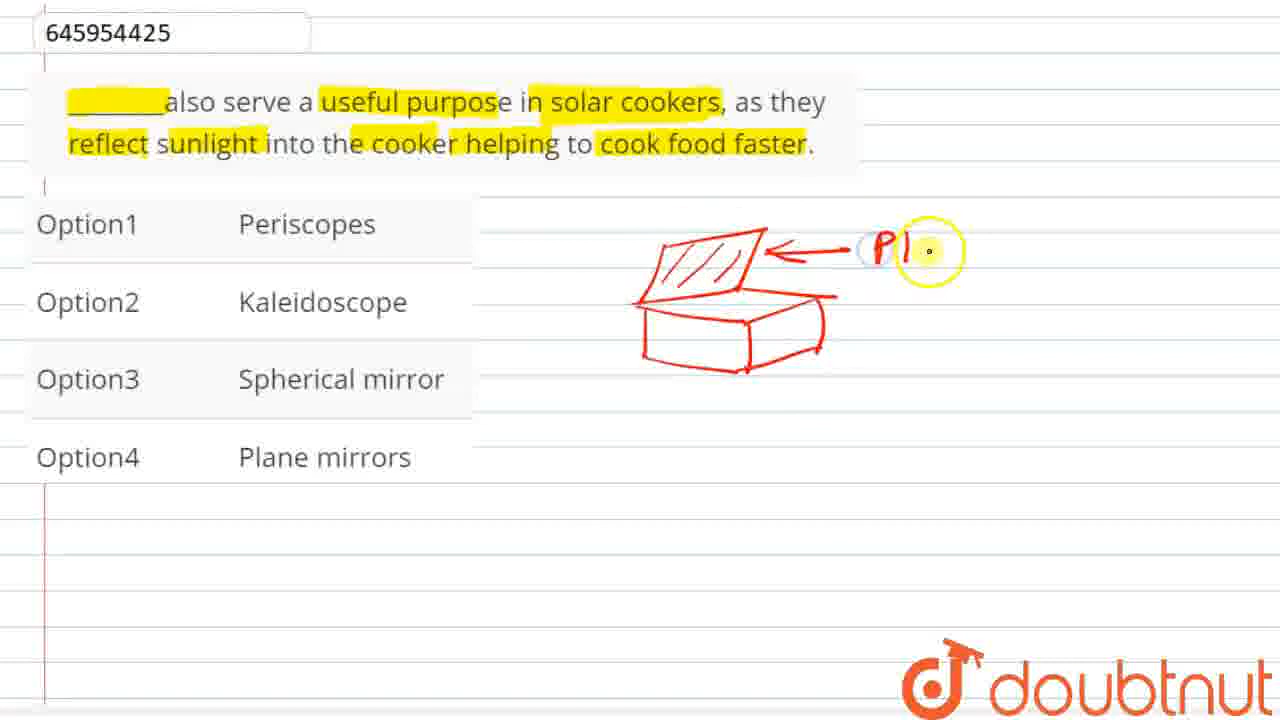 645954425
________also serve a useful purpose in solar cookers, as they
reflect sunlight into the cooker helping to cook food faster.
Option1 Periscopes
Pl
Option2 Kaleidoscope
Option3 Spherical mirror
Option4 Plane mirrors
doubtnut